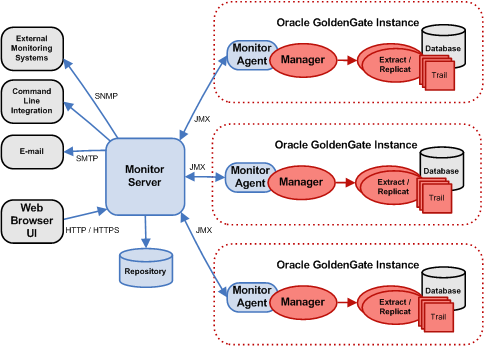 External
Monitoring
Systems
Command
Line
Integration
E-mail
Web
Browser
UI
SNMP
SMTP
HTTP / HTTPS
Monitor
Server
Repository
JMX
JMX
JMX
Oracle GoldenGate Instance
Monitor
Agent
Manager
Extract /
Replicat
Database
Trail
Oracle GoldenGate Instance
Monitor
Agent
Manager
Extract /
Replicat
Database
Trail
Oracle GoldenGate Instance
Monitor
Agent
Manager
Extract /
Replicat
Database
Trail